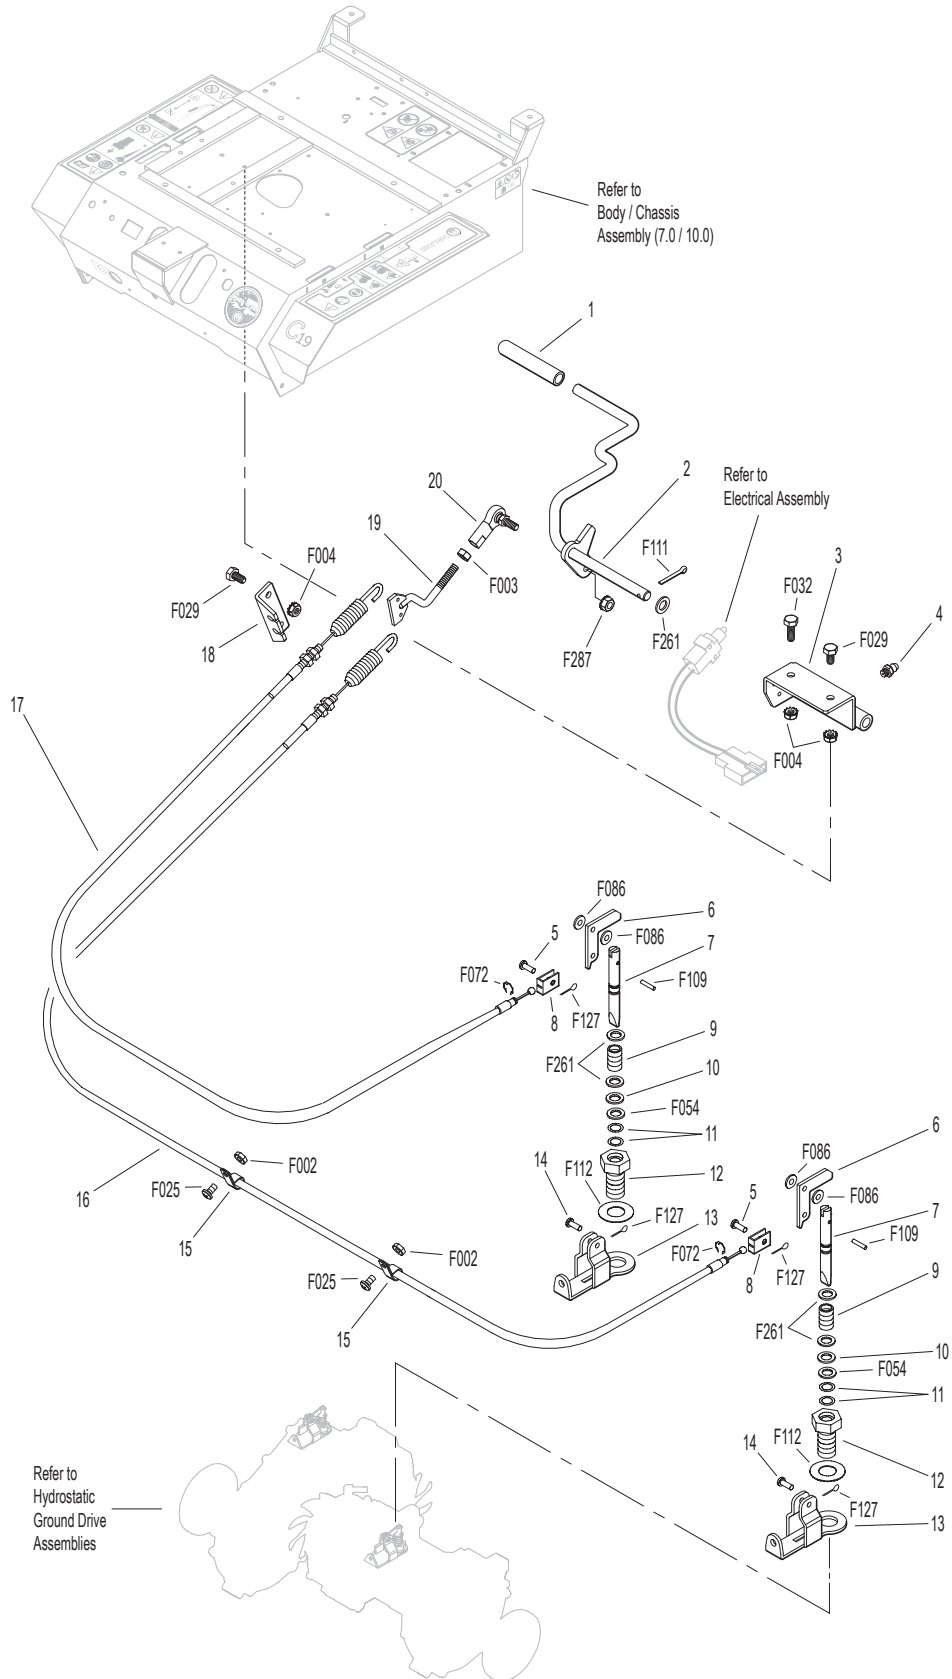 Refer to
Body / Chassis
Assembly (7.0 / 10.0)
C19
1
Refer to
Electrical Assembly
2
20
19
F004
F003
F111
F032
3
F029
4
F029
18
F287
F261
F004
17
F086
6
5
F086
7
F072
F109
8
F127
9
F261
10
F054
11
6
F086
16
F002
14
F112
12
5
F086
7
F025
15
F127
13
F072
F109
F002
8
F127
9
F025
15
F261
10
F054
11
14
F112
12
F127
13
Refer to
Hydrostatic
Ground Drive
Assemblies